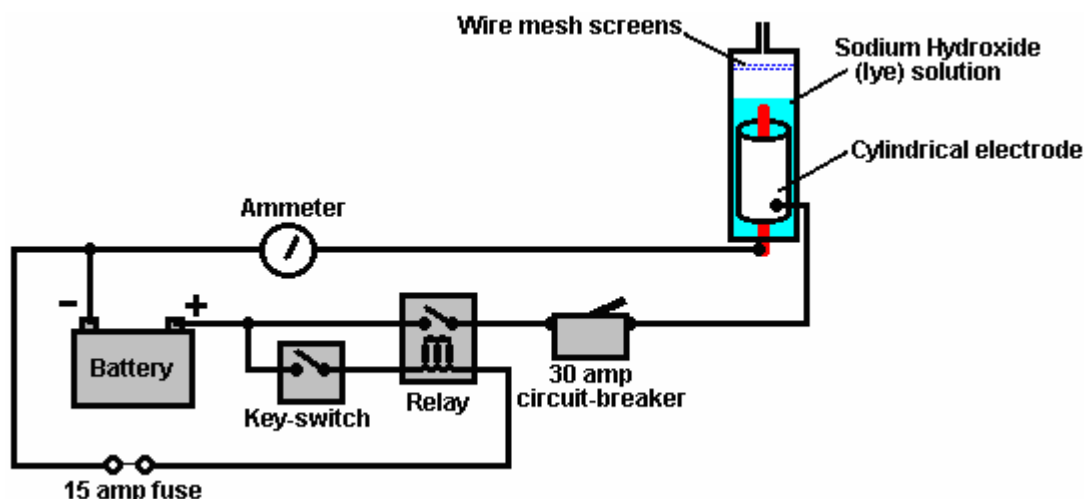 Wire mesh screens
Sodium Hydroxide
(lye) solution
Cylindrical electrode
Ammeter
- +
Battery
Key-switch
Relay
30 amp
circuit-breaker
15 amp fuse